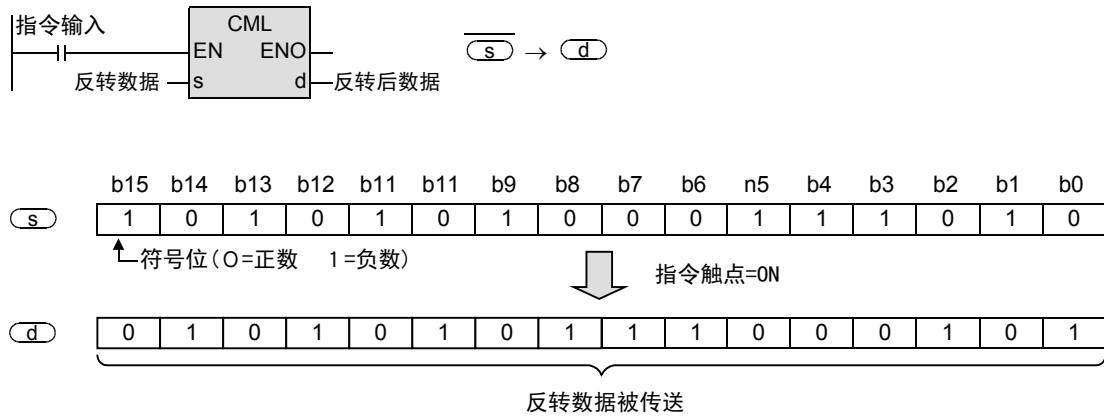 指令输入
CML
EN ENO
s → d
反转数据 s d 反转后数据
b15 b14 b13 b12 b11 b11 b9 b8 b7 b6 n5 b4 b3 b2 b1 b0
s 1 0 1 0 1 0 1 0 0 0 1 1 1 0 1 0
符号位(O=正数 1=负数)
指令触点=ON
d 0 1 0 1 0 1 0 1 1 1 0 0 0 1 0 1
反转数据被传送